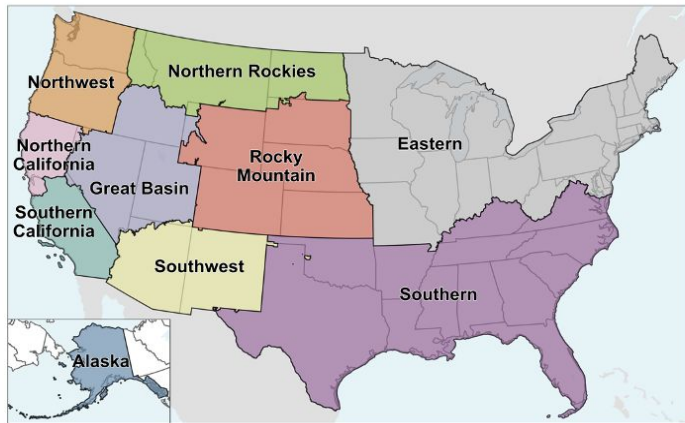 Northwest
Northern Rockies
Northern
California
Great Basin
Rocky
Mountain
Eastern
Southern
California
Southwest
Southern
Alaska